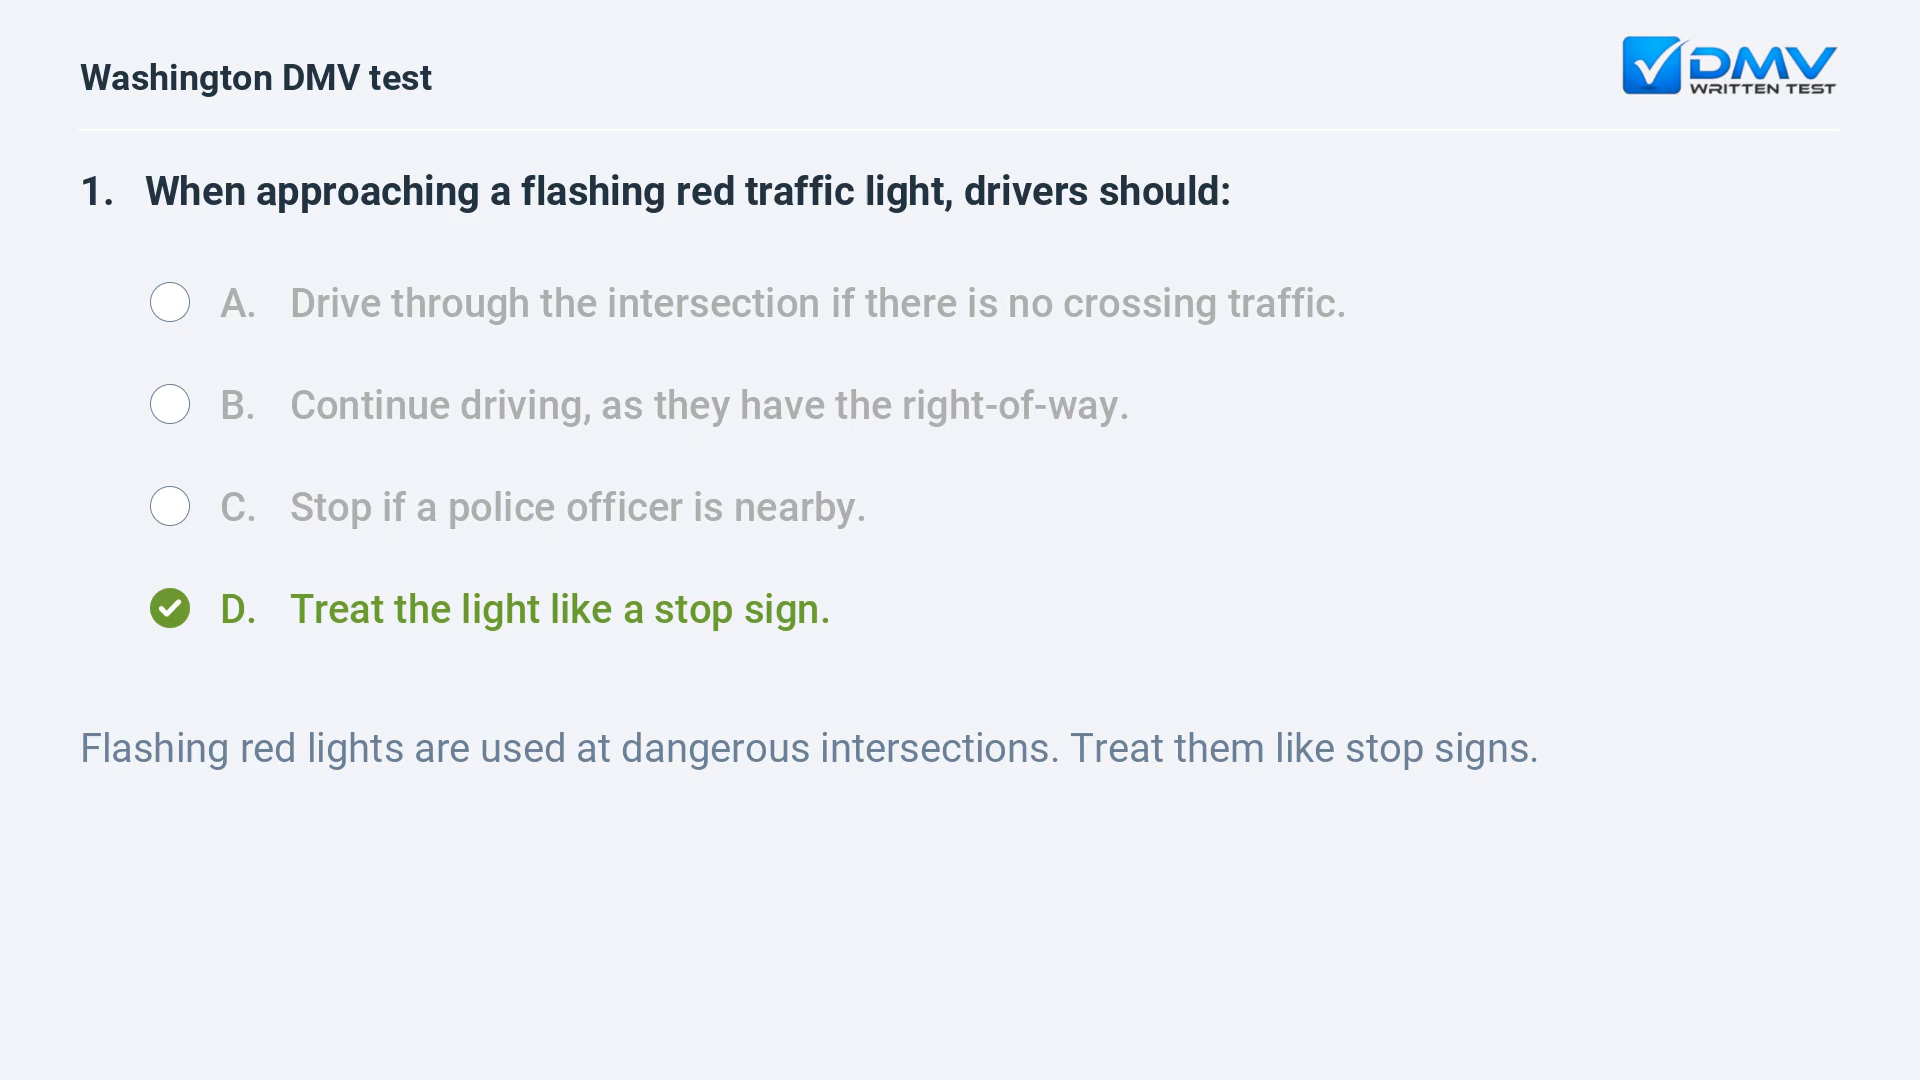 Washington DMV test
DMV
WRITTEN TEST
1. When approaching a flashing red traffic light, drivers should:
A. Drive through the intersection if there is no crossing traffic.
B. Continue driving, as they have the right-of-way.
C. Stop if a police officer is nearby.
D. Treat the light like a stop sign.
Flashing red lights are used at dangerous intersections. Treat them like stop signs.